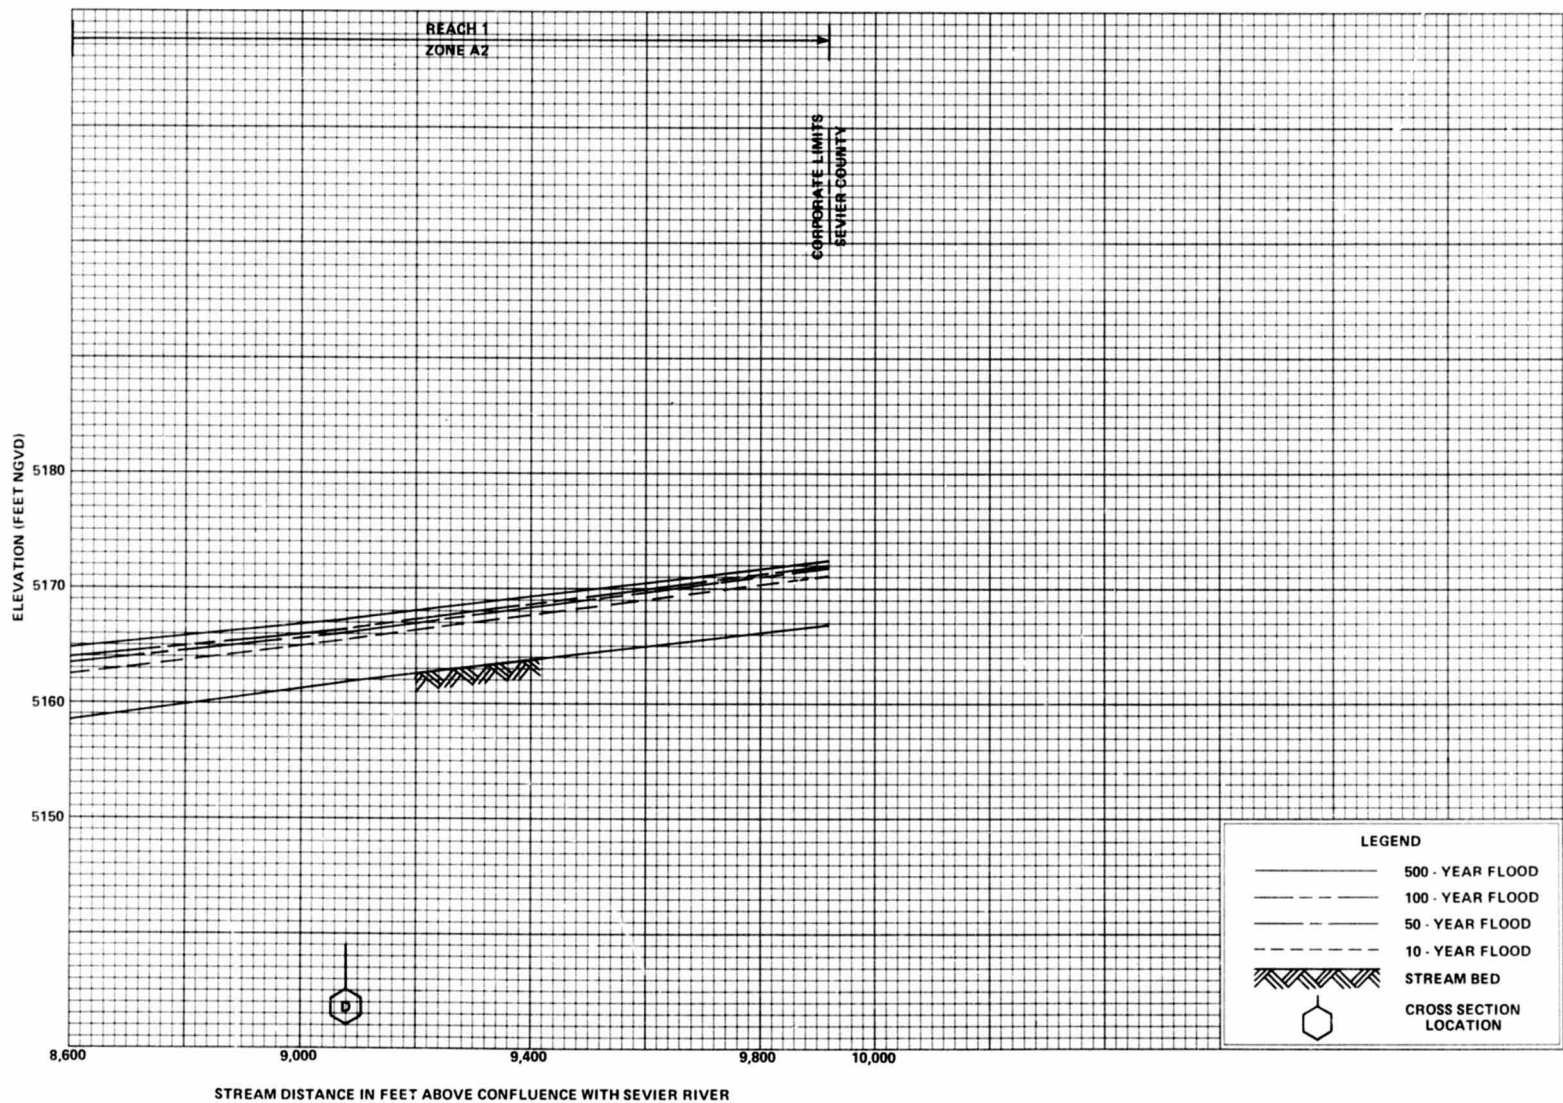 REACH 1
ZONE A2
CORPORATE LIMITS
SEVIER COUNTY
ELEVATION (FEET NGVD)
5180
5170
5160
5150
D
8,600
9,000
9,400
9,800
10,000
STREAM DISTANCE IN FEET ABOVE CONFLUENCE WITH SEVIER RIVER
LEGEND
500 - YEAR FLOOD
100 - YEAR FLOOD
50 - YEAR FLOOD
10 - YEAR FLOOD
STREAM BED
CROSS SECTION
LOCATION